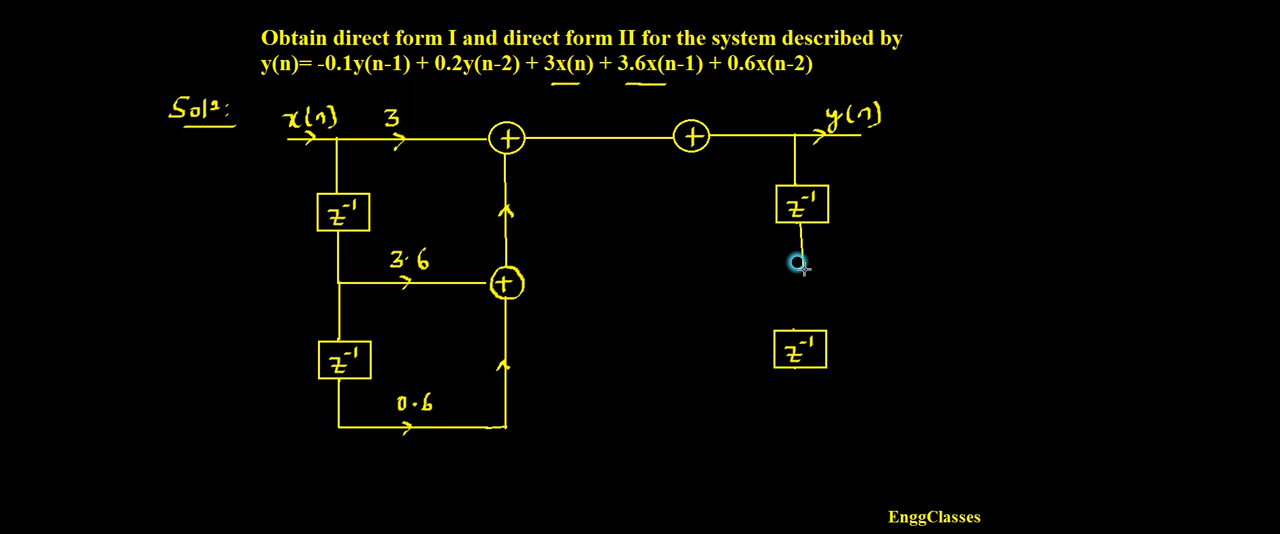 Obtain direct form I and direct form II for the system described by
y(n)= -0.1y(n-1) + 0.2y(n-2) + 3x(n) + 3.6x(n-1) + 0.6x(n-2)
Solⁿ:
x(n) 3 + + y(n)
z⁻¹ z⁻¹
3.6 +
z⁻¹ z⁻¹
0.6
EnggClasses